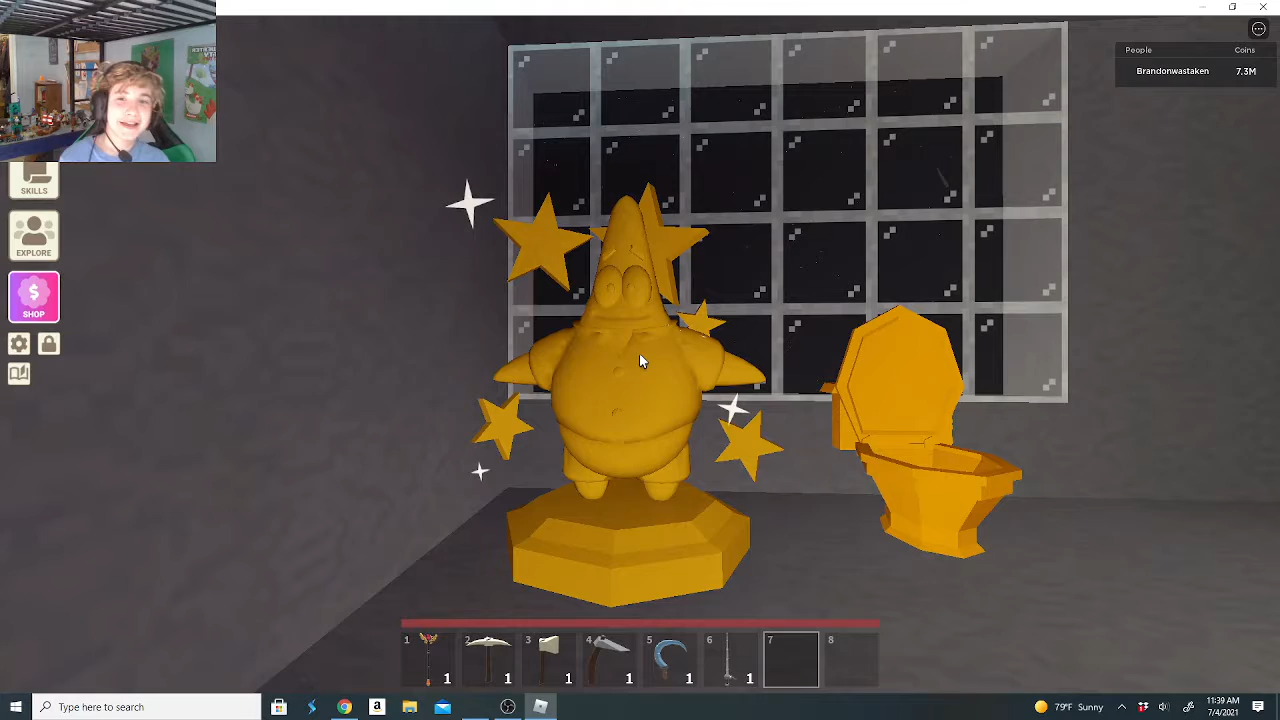 People Coins
Brandonwastaken 7.3M
SKILLS
EXPLORE
$
SHOP
1 2 3 4 5 6 7 8
1 1 1 1 1 1
Type here to search
a
79°F Sunny
11:39 AM
7/4/2021